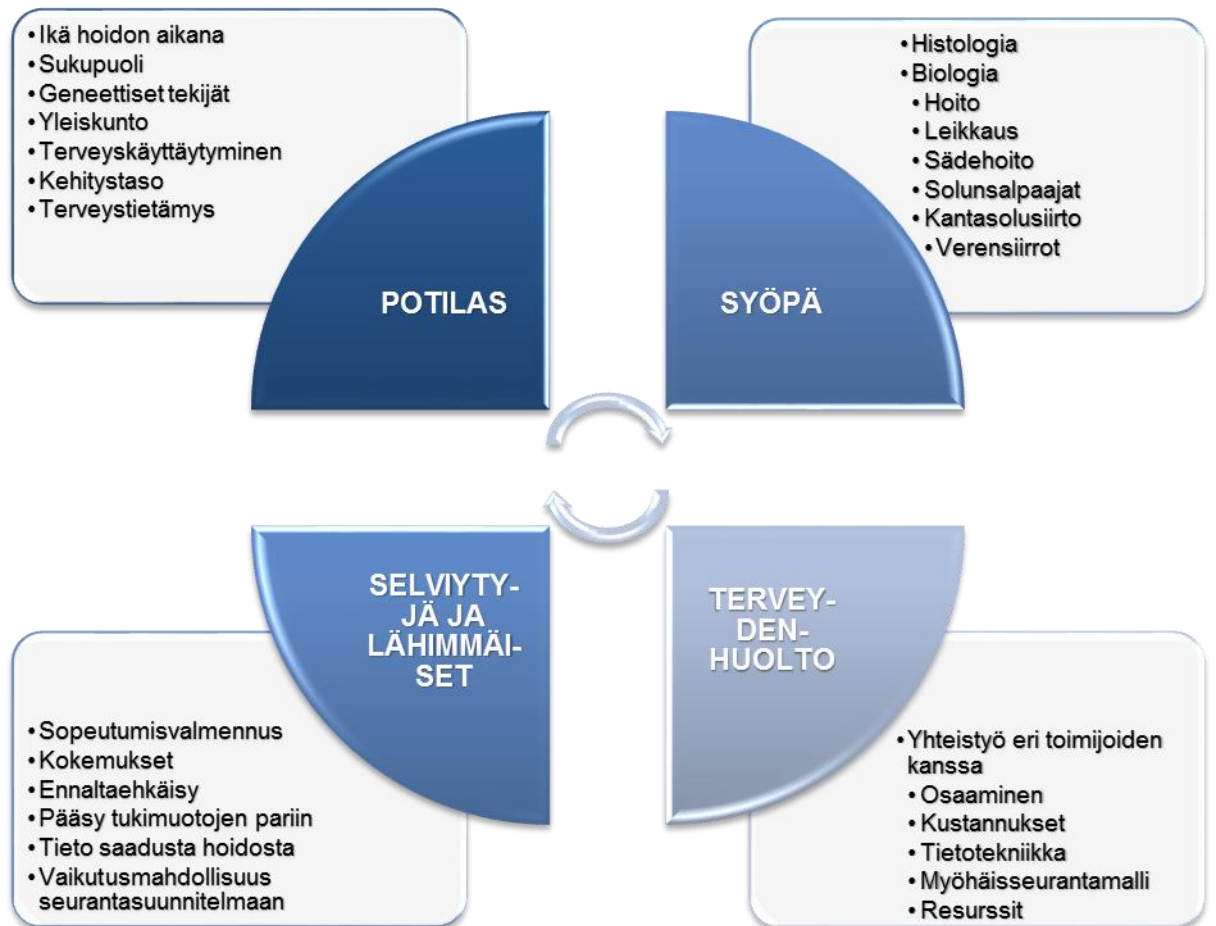 • Ikä hoidon aikana
• Sukupuoli
• Geneettiset tekijät
• Yleiskunto
• Terveyskäyttäytyminen
• Kehitystaso
• Terveystietämys
• Histologia
• Biologia
• Hoito
• Leikkaus
• Sädehoito
• Solunsalpaajat
• Kantasolusiirto
• Verensiirrot
POTILAS
SYÖPÄ
SELVIYTY-
JÄ JA
LÄHIMMÄI-
SET
TERVEY-
DEN-
HUOLTO
• Sopeutumisvalmennus
• Kokemukset
• Ennaltaehkäisy
• Pääsy tukimuotojen pariin
• Tieto saadusta hoidosta
• Vaikutusmahdollisuus
seurantasuunnitelmaan
• Yhteistyö eri toimijoiden
kanssa
• Osaaminen
• Kustannukset
• Tietotekniikka
• Myöhäisseurantamalli
• Resurssit